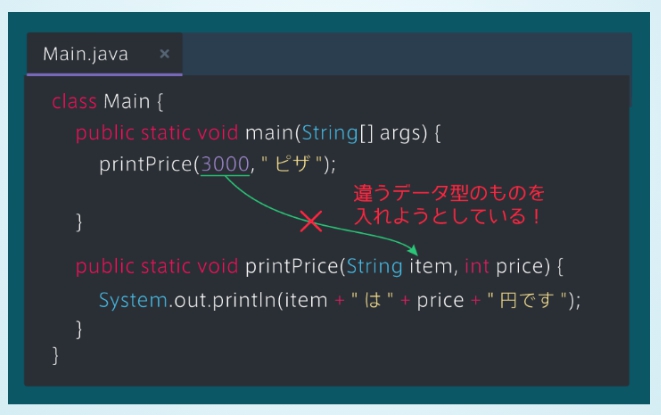 Main.java ×
class Main {
public static void main(String[] args) {
printPrice(3000, " ピザ ");
違うデータ型のものを
入れようとしている！
}
public static void printPrice(String item, int price) {
System.out.println(item + " は " + price + " 円です ");
}
}